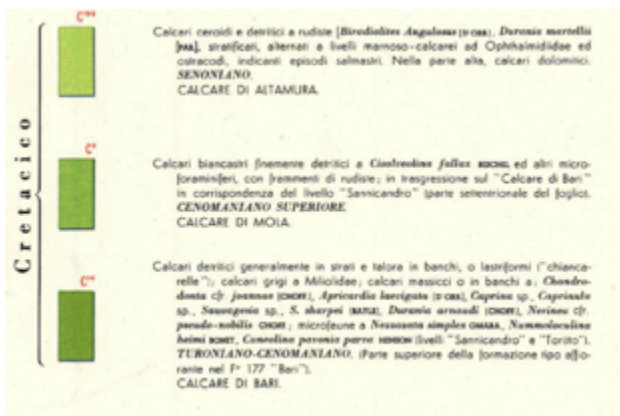 Cretacico
Calcari ceroidi e detritici a rudiste [Biradiolites Angulosus (D'ORB.), Durania martellii
(PAR.), stratificati, alternati a livelli marnoso-calcarei ad Ophthalmidiidae ed
ostracodi, indicanti episodi salmastri. Nella parte alta, calcari dolomitici.
SENONIANO.
CALCARE DI ALTAMURA.
Calcari biancastri finemente detritici a Cisalveolina fallax REICHEL, ed altri micro-
foraminiferi, con frammenti di rudiste; in trasgressione sul "Calcare di Bari"
in corrispondenza del livello "Sannicandro" (parte settentrionale del foglio).
CENOMANIANO SUPERIORE.
CALCARE DI MOLA.
Calcari detritici generalmente in strati e talora in banchi, o lastriformi ("chianca-
relle"); calcari grigi a Miliolidae; calcari massicci o in banchi a: Chondro-
donta cfr. joannae (CHOFF.), Apricardia laevigata (D'ORB.), Caprina sp., Caprinula
sp., Sauvagesia sp., S. sharpei (BAYLE), Durania arnaudi (CHOFF.), Nerinea cfr.
pseudo-nobilis CHOFF.; microfaune a Nezzazata simplex OMARA, Nummoloculina
heimi BONET, Cuneolina pavonia parva HENSON (livelli "Sannicandro" e "Toritto").
TURONIANO-CENOMANIANO. (Parte superiore della formazione tipo affio-
rante nel F° 177 "Bari").
CALCARE DI BARI.